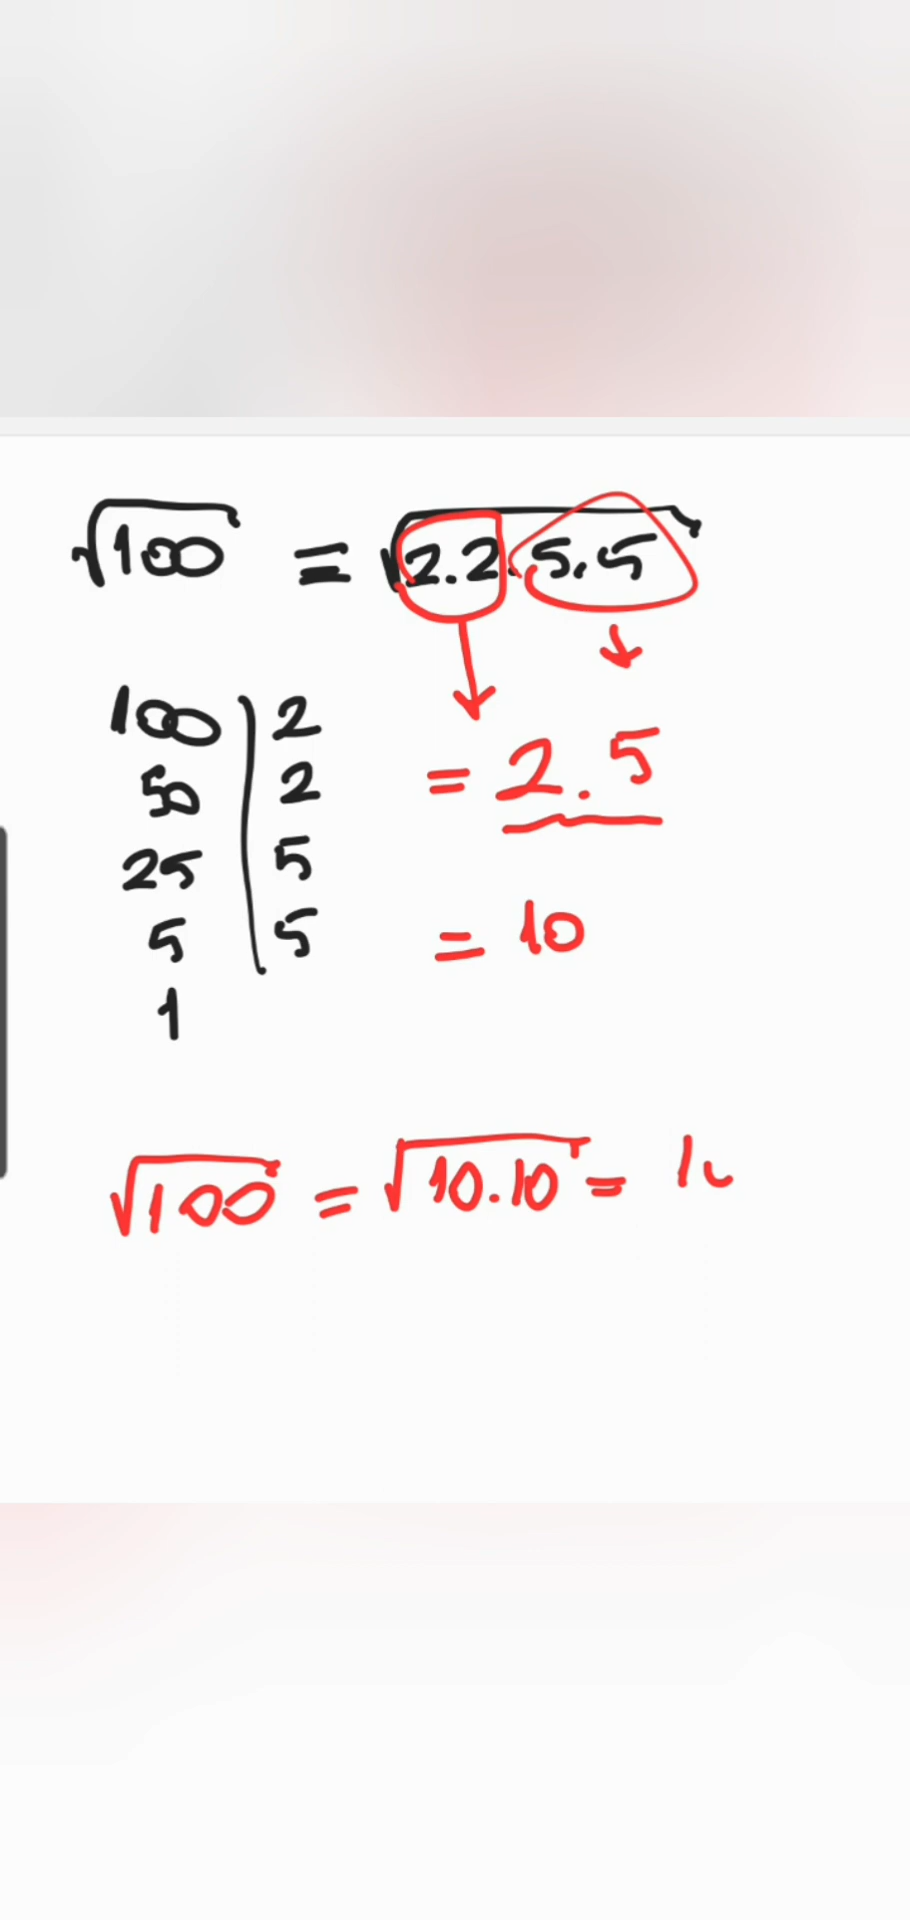 √100 = √2.2.5.5
100 | 2
50 | 2
= 2.5
25 | 5
5 | 5
= 10
1
√100 = √10.10 =